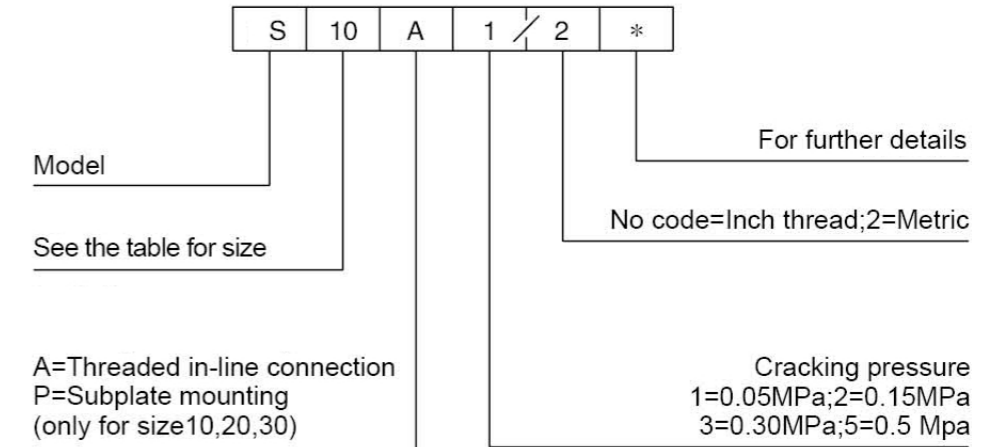 S 10 A 1 / 2 *
For further details
Model
No code=Inch thread;2=Metric
See the table for size
A=Threaded in-line connection
P=Subplate mounting
(only for size10,20,30)
Cracking pressure
1=0.05MPa;2=0.15MPa
3=0.30MPa;5=0.5 Mpa